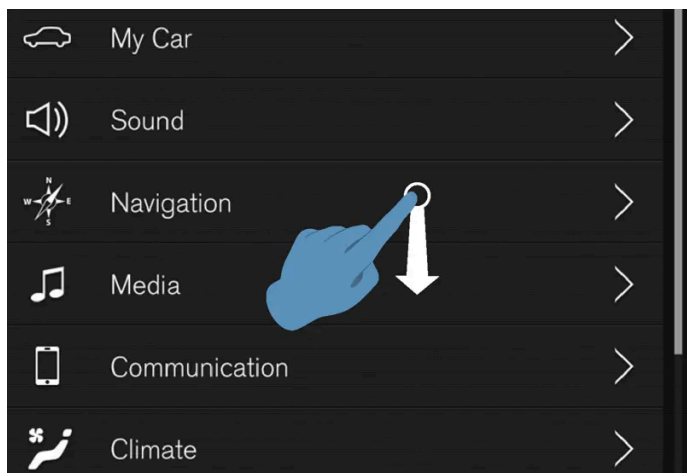 My Car
Sound
N
W E
S
Navigation
Media
Communication
Climate